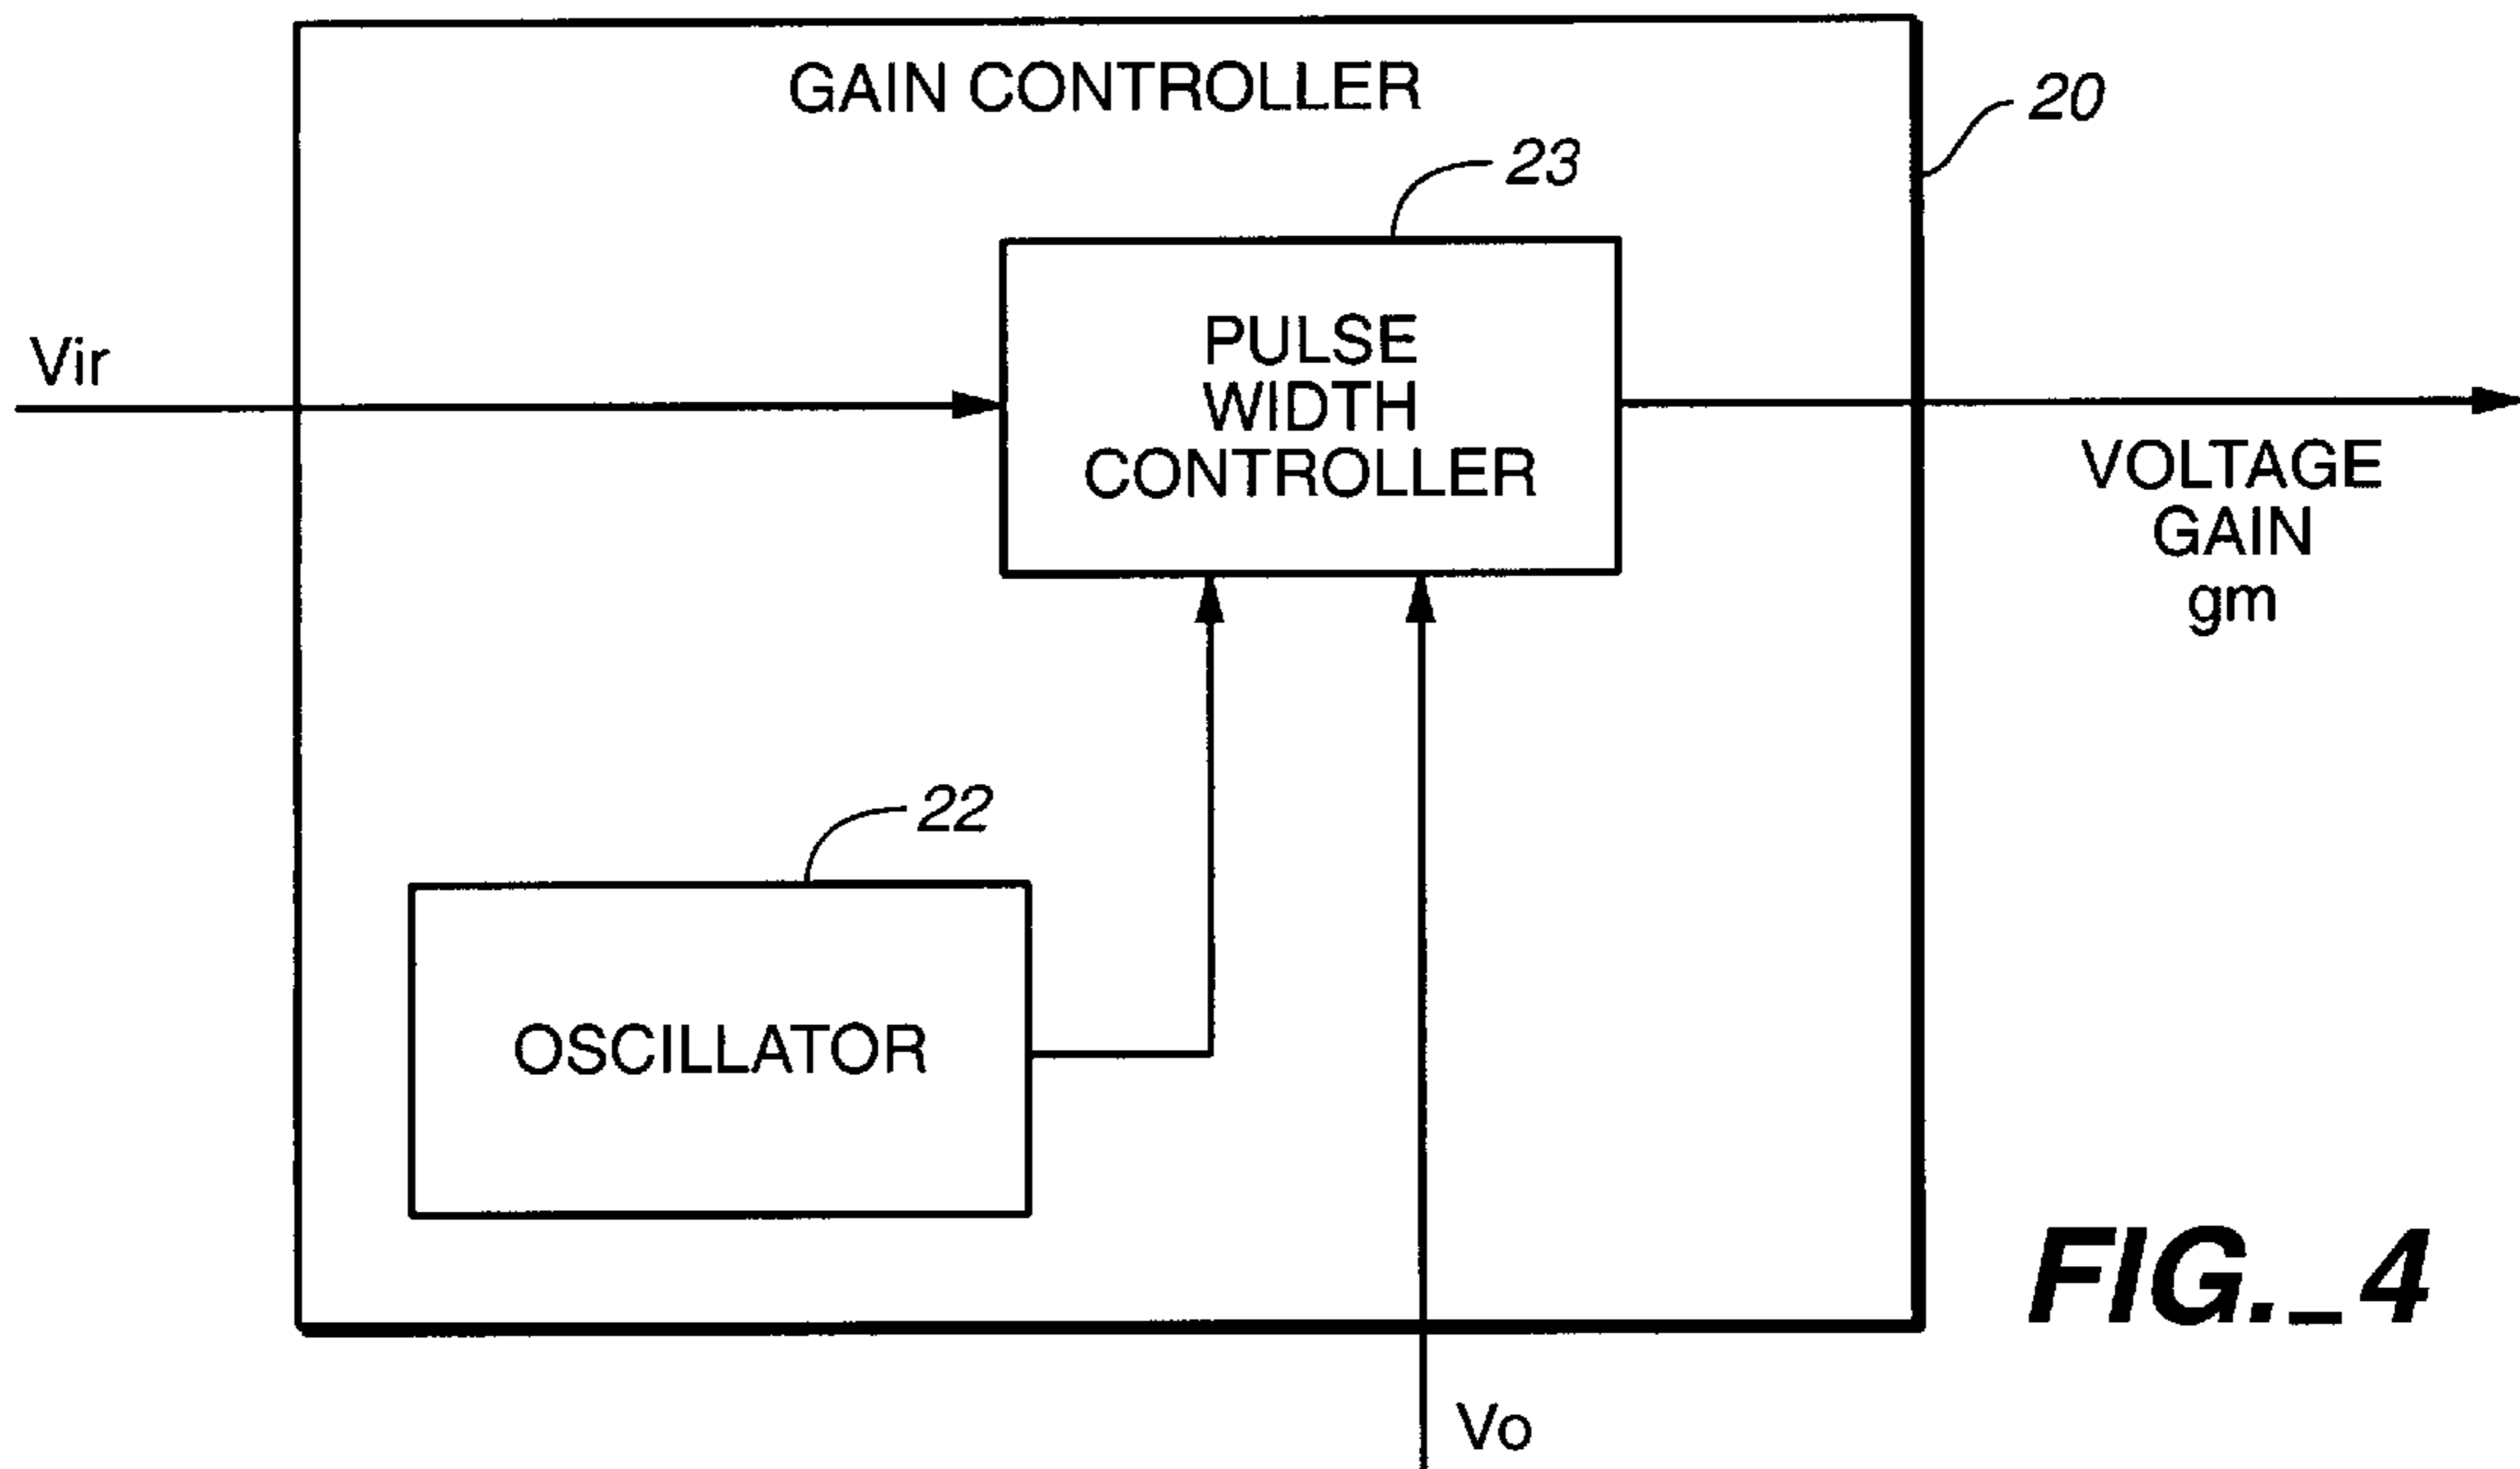 GAIN CONTROLLER
20
23
Vir
PULSE
WIDTH
CONTROLLER
VOLTAGE
GAIN
gm
22
OSCILLATOR
FIG._4
Vo